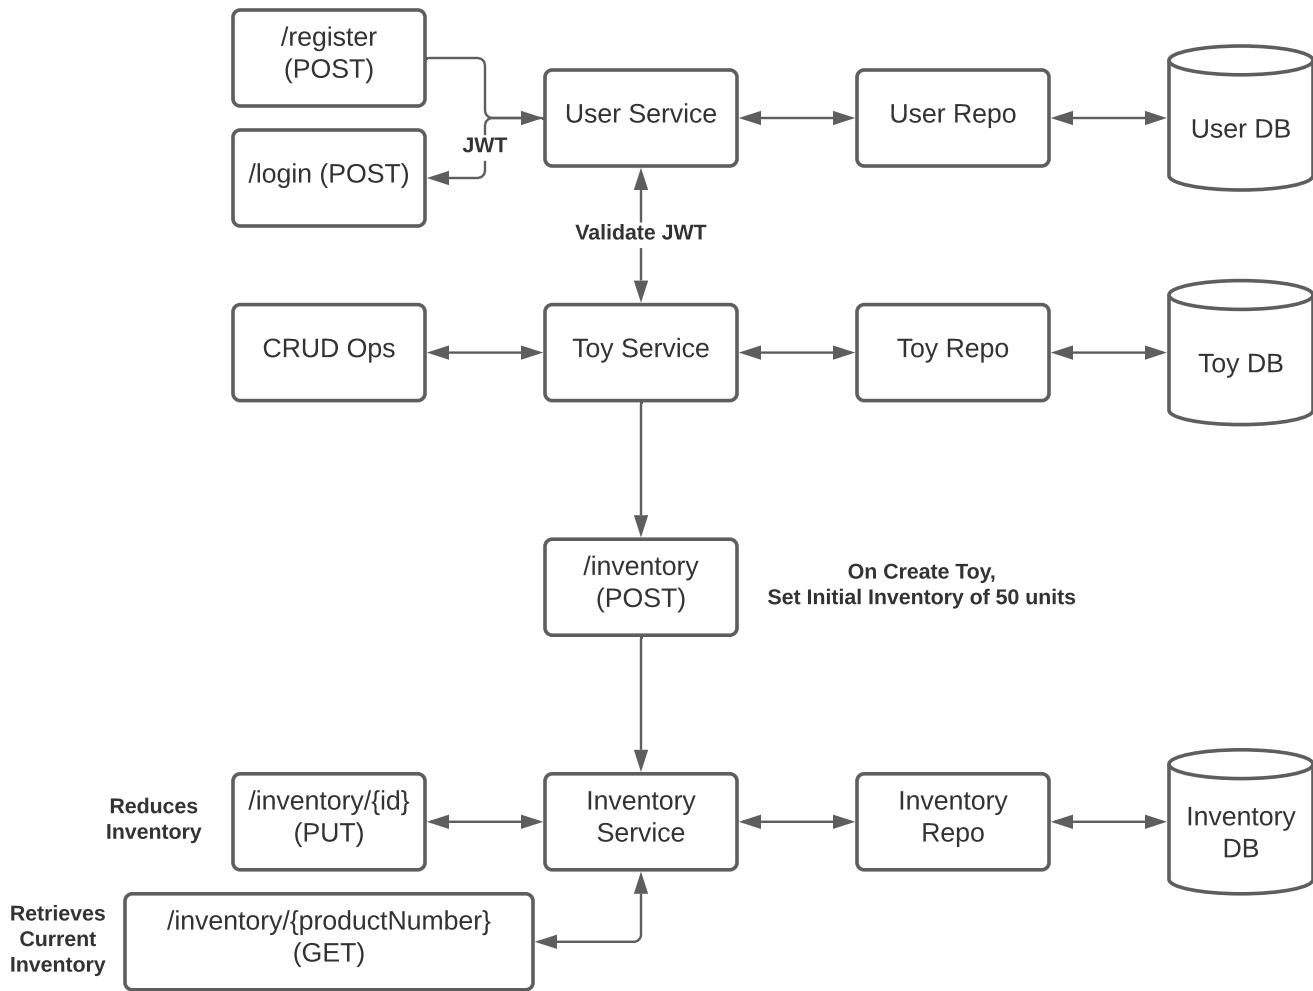 /register
(POST)
User Service
User Repo
User DB
JWT
/login (POST)
Validate JWT
CRUD Ops
Toy Service
Toy Repo
Toy DB
/inventory
(POST)
On Create Toy,
Set Initial Inventory of 50 units
Reduces
Inventory
/inventory/{id}
(PUT)
Inventory
Service
Inventory
Repo
Inventory
DB
Retrieves
Current
Inventory
/inventory/{productNumber}
(GET)